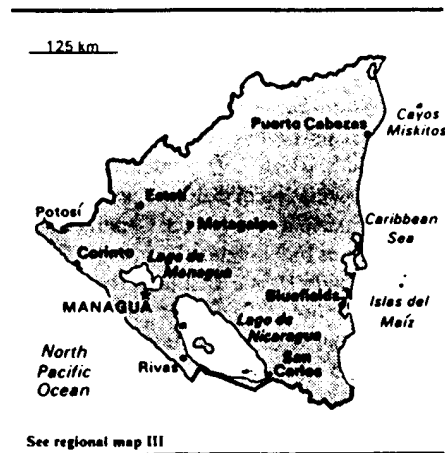 125 km
Cayos
Miskitos
Puerto Cabezas
Estelí
Potosí
Matagalpa
Caribbean
Sea
Corinto
Lago de
Managua
MANAGUA
Bluefields
Islas del
Maíz
Lago de
Nicaragua
North
Pacific
Ocean
Rivas
San
Carlos
See regional map III